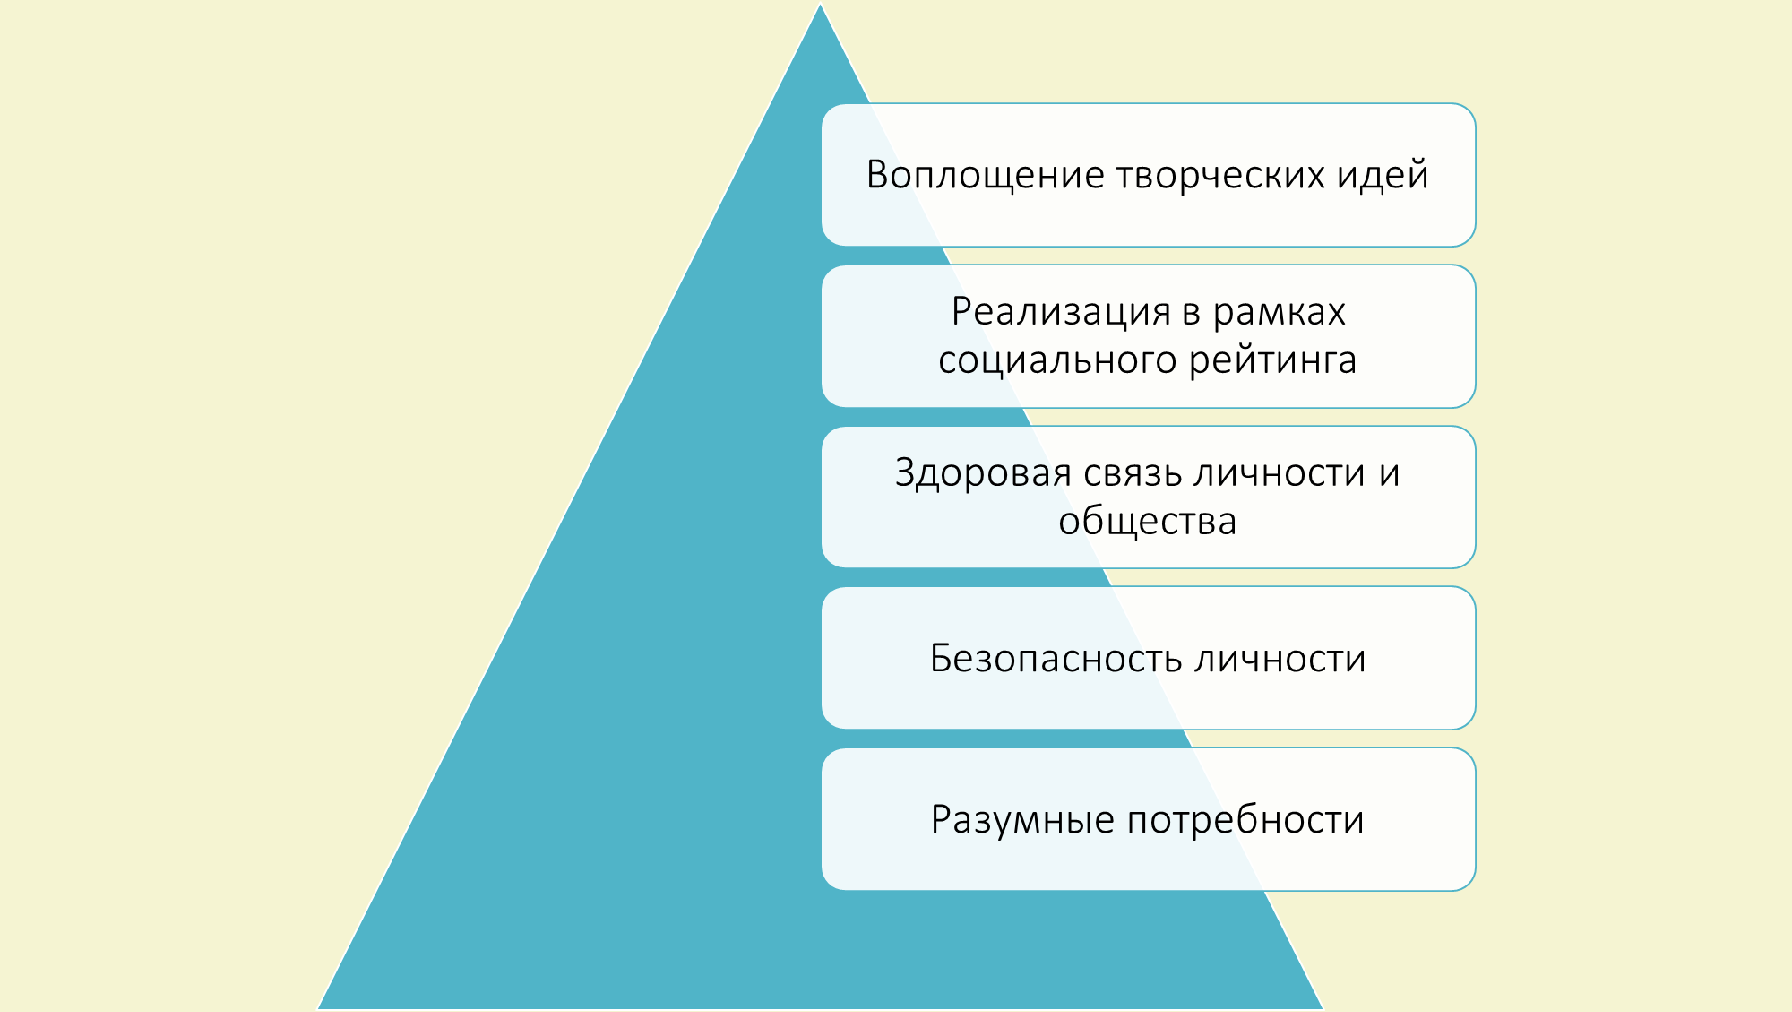 Воплощение творческих идей
Реализация в рамках
социального рейтинга
Здоровая связь личности и
общества
Безопасность личности
Разумные потребности